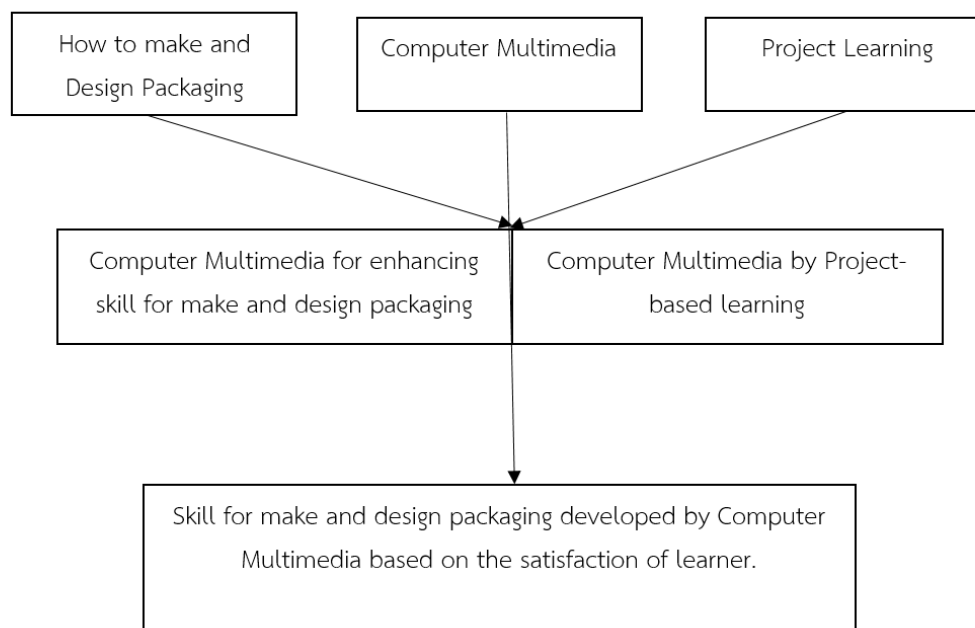 How to make and
Design Packaging
Computer Multimedia
Project Learning
Computer Multimedia for enhancing
skill for make and design packaging
Computer Multimedia by Project-
based learning
Skill for make and design packaging developed by Computer
Multimedia based on the satisfaction of learner.